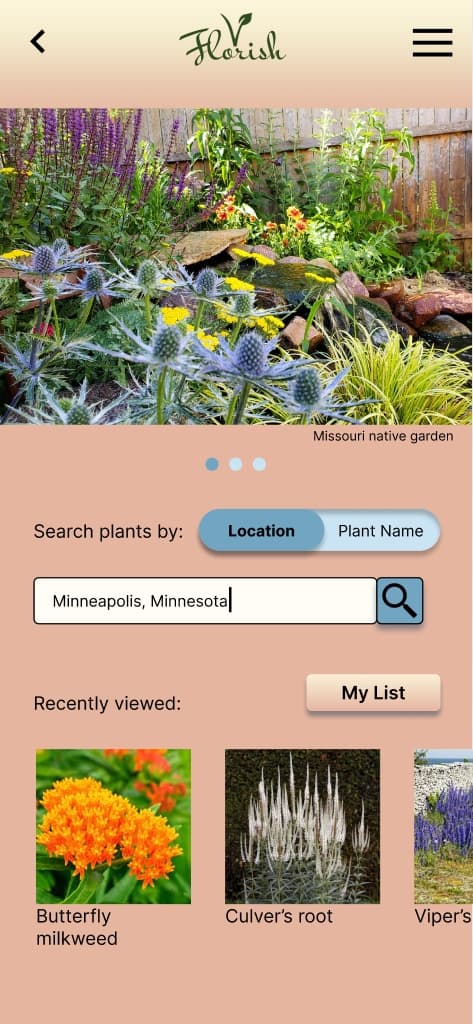 Florish
Missouri native garden
Search plants by:
Location
Plant Name
Minneapolis, Minnesota
Recently viewed:
My List
Butterfly
milkweed
Culver’s root
Viper’s